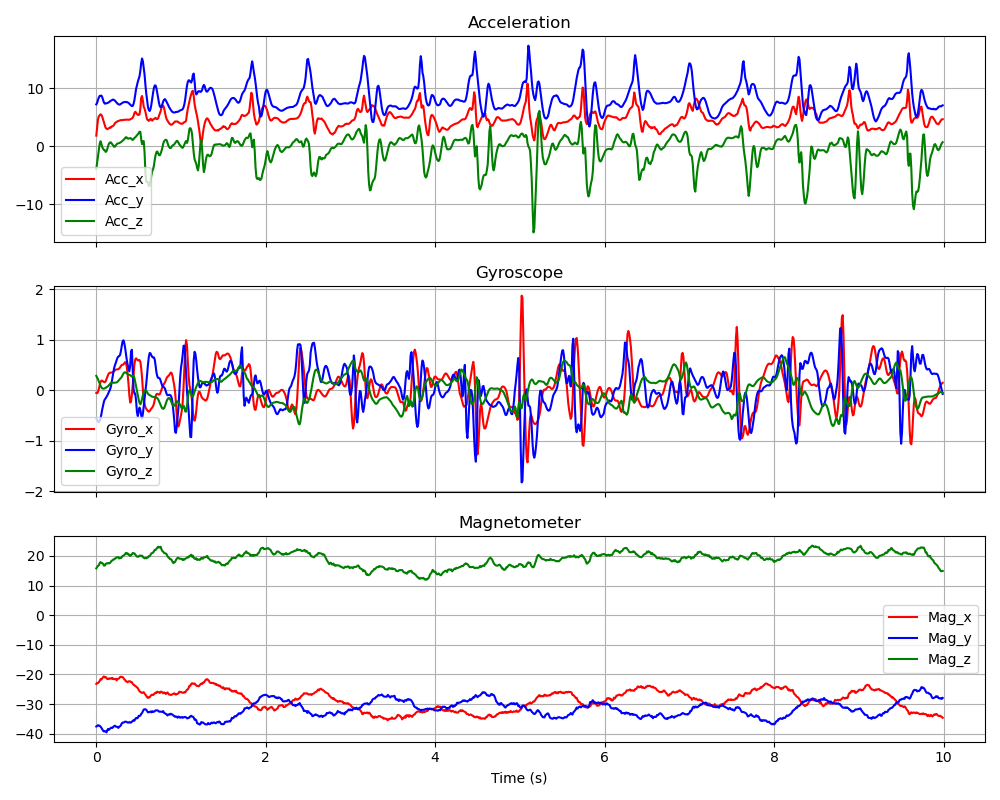 Acceleration
10
0
−10
Acc_x
Acc_y
Acc_z
Gyroscope
2
1
0
−1
−2
Gyro_x
Gyro_y
Gyro_z
Magnetometer
20
10
0
−10
−20
−30
−40
Mag_x
Mag_y
Mag_z
0 2 4 6 8 10
Time (s)